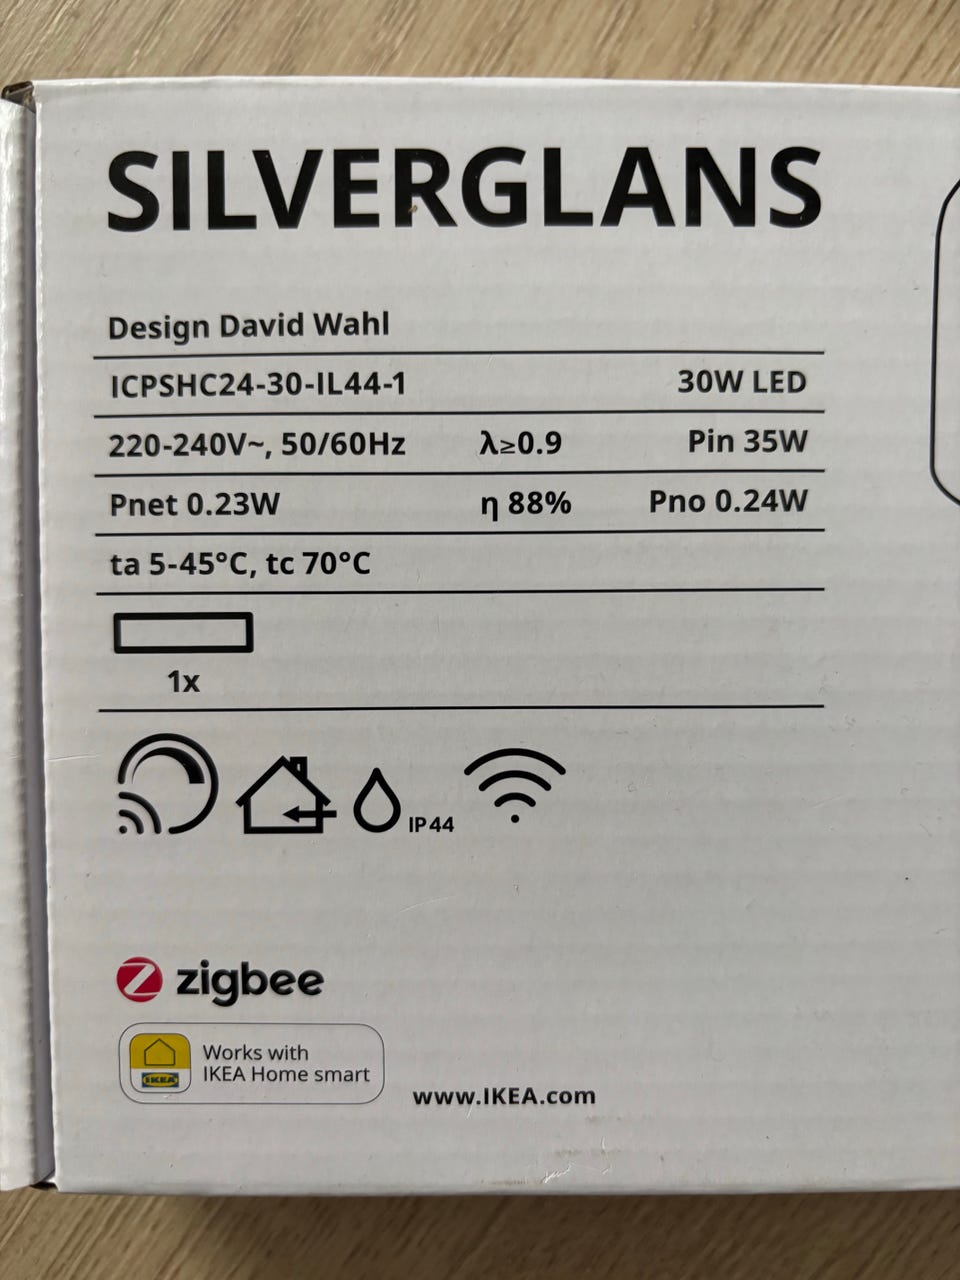 SILVERGLANS
Design David Wahl
ICPSHC24-30-IL44-1 30W LED
220-240V~, 50/60Hz λ≥0.9 Pin 35W
Pnet 0.23W η 88% Pno 0.24W
ta 5-45°C, tc 70°C
1x
IP44
zigbee
Works with
IKEA Home smart
IKEA
www.IKEA.com